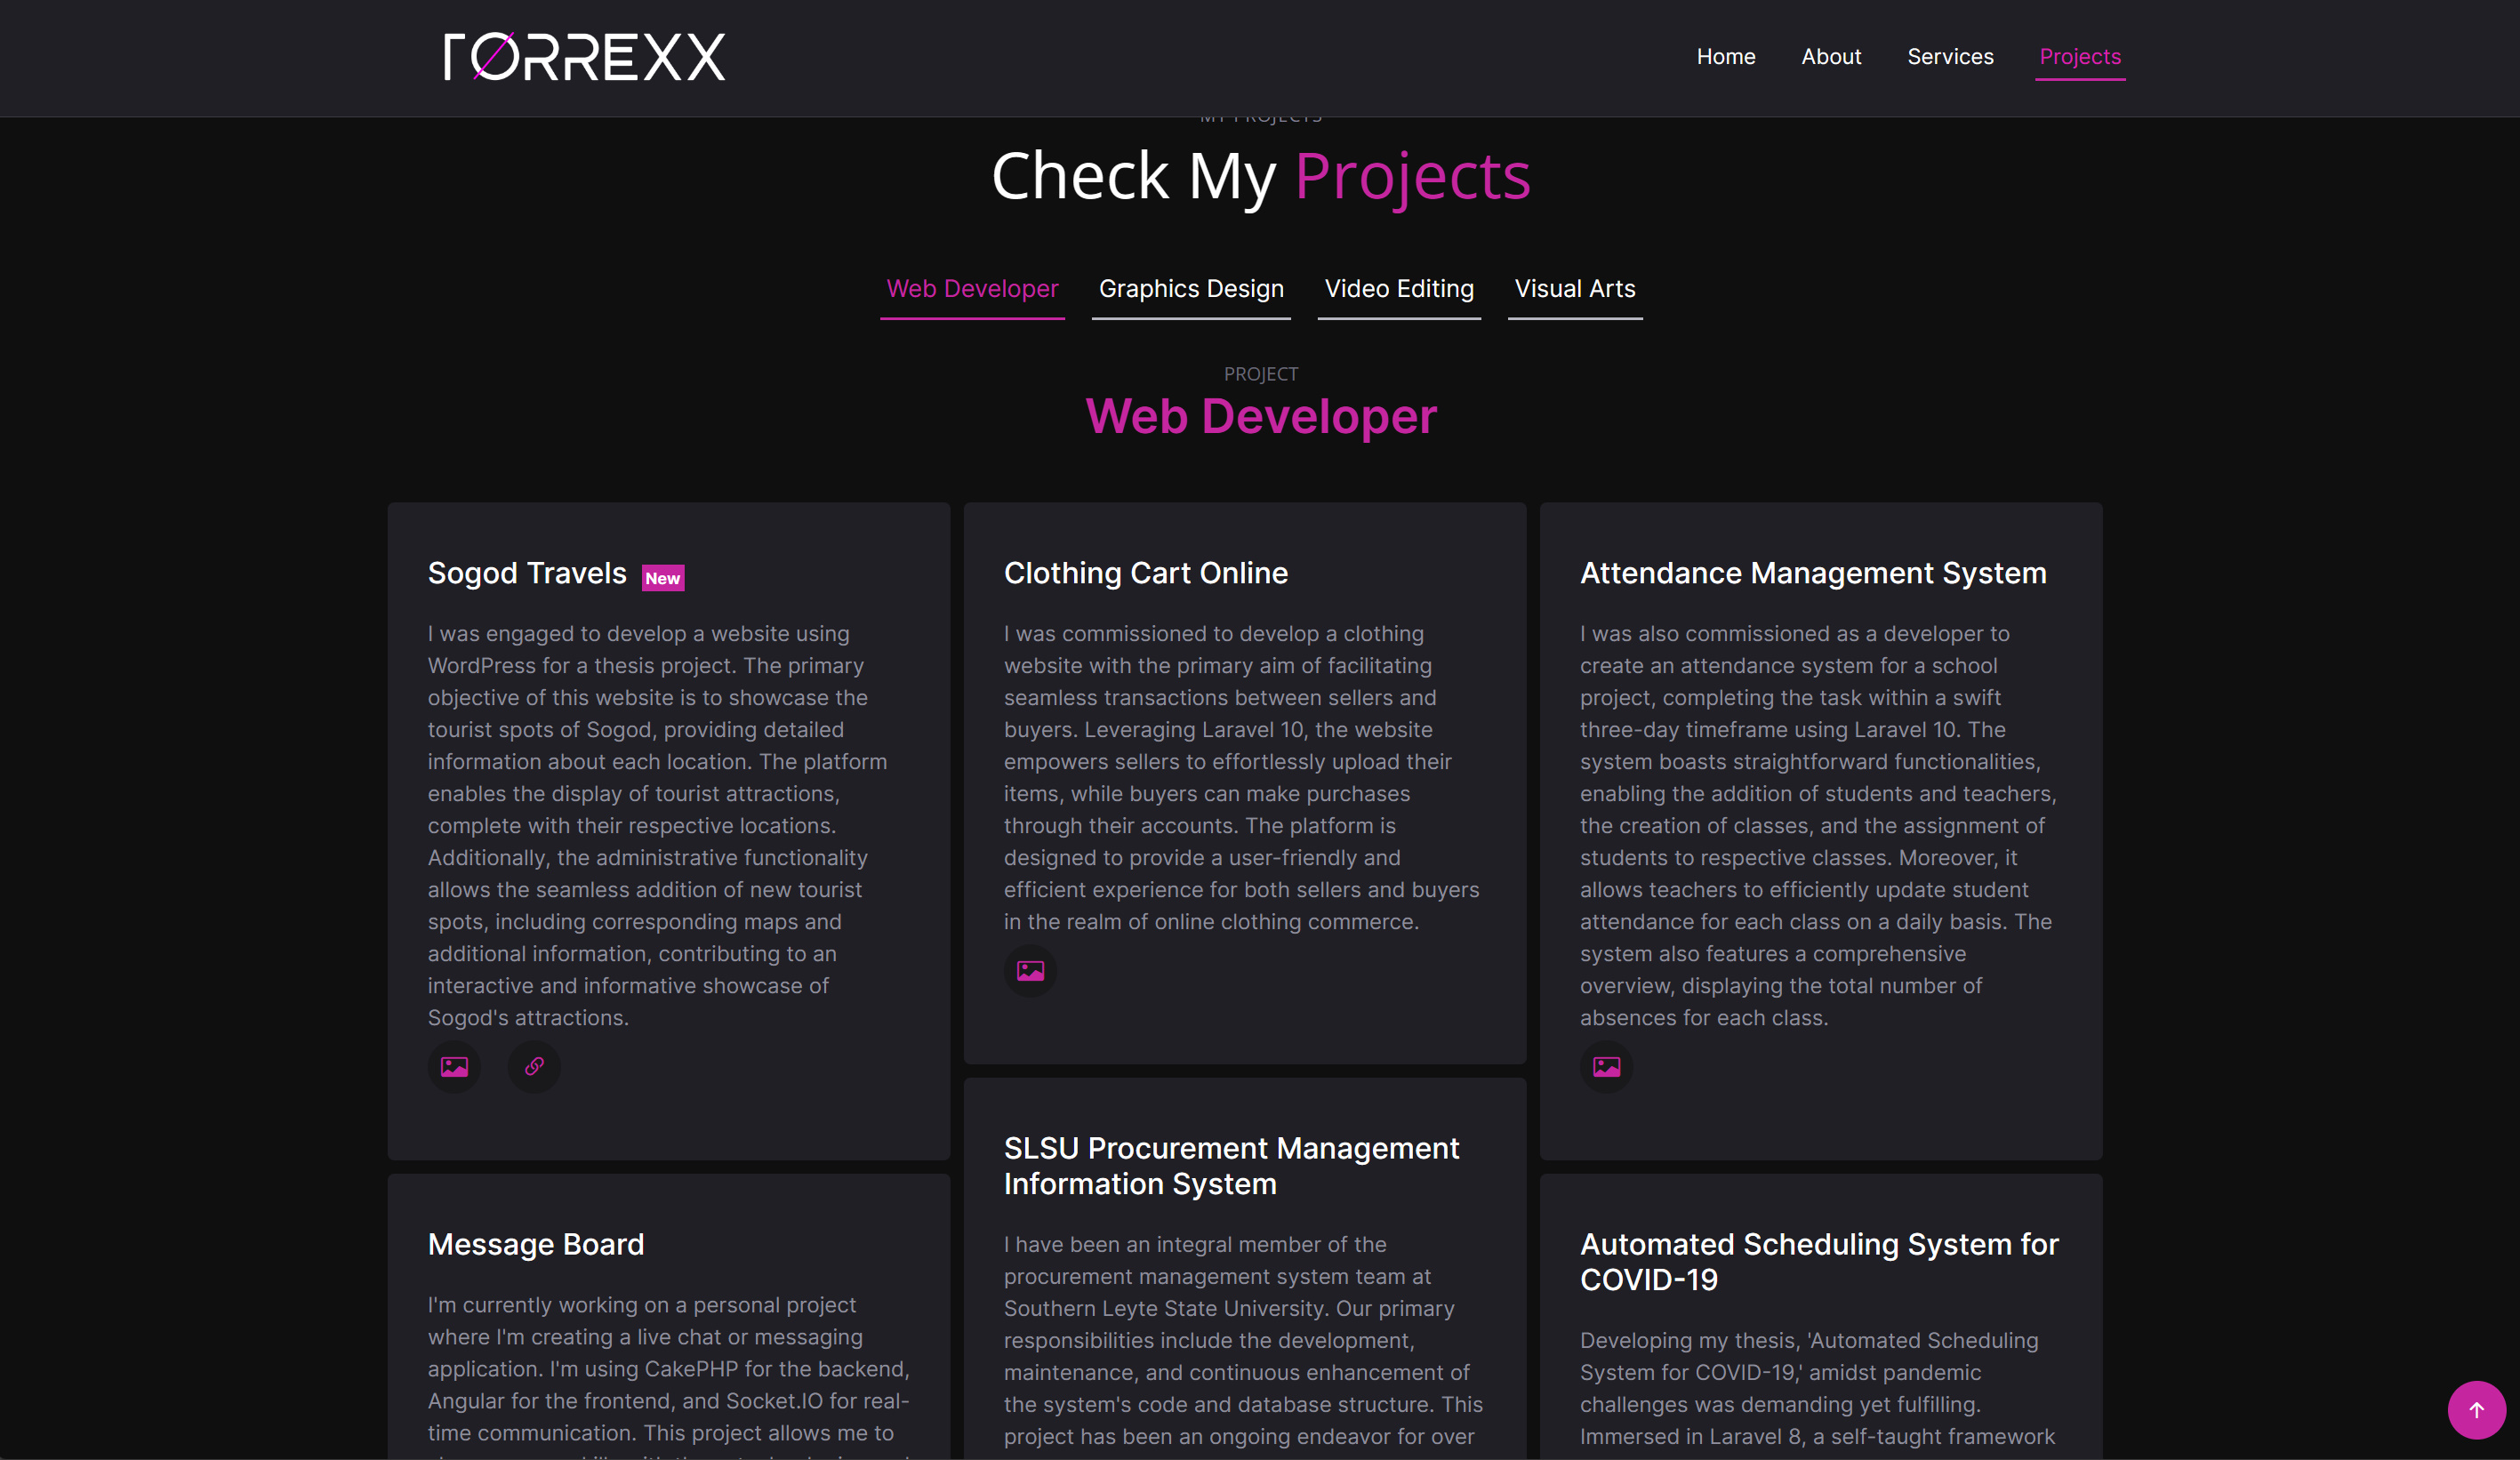 TORREXX
Home
About
Services
Projects
MY PROJECTS
Check My Projects
Web Developer
Graphics Design
Video Editing
Visual Arts
PROJECT
Web Developer
Sogod Travels New
I was engaged to develop a website using
WordPress for a thesis project. The primary
objective of this website is to showcase the
tourist spots of Sogod, providing detailed
information about each location. The platform
enables the display of tourist attractions,
complete with their respective locations.
Additionally, the administrative functionality
allows the seamless addition of new tourist
spots, including corresponding maps and
additional information, contributing to an
interactive and informative showcase of
Sogod's attractions.
Message Board
I'm currently working on a personal project
where I'm creating a live chat or messaging
application. I'm using CakePHP for the backend,
Angular for the frontend, and Socket.IO for real-
time communication. This project allows me to
Clothing Cart Online
I was commissioned to develop a clothing
website with the primary aim of facilitating
seamless transactions between sellers and
buyers. Leveraging Laravel 10, the website
empowers sellers to effortlessly upload their
items, while buyers can make purchases
through their accounts. The platform is
designed to provide a user-friendly and
efficient experience for both sellers and buyers
in the realm of online clothing commerce.
SLSU Procurement Management
Information System
I have been an integral member of the
procurement management system team at
Southern Leyte State University. Our primary
responsibilities include the development,
maintenance, and continuous enhancement of
the system's code and database structure. This
project has been an ongoing endeavor for over
Attendance Management System
I was also commissioned as a developer to
create an attendance system for a school
project, completing the task within a swift
three-day timeframe using Laravel 10. The
system boasts straightforward functionalities,
enabling the addition of students and teachers,
the creation of classes, and the assignment of
students to respective classes. Moreover, it
allows teachers to efficiently update student
attendance for each class on a daily basis. The
system also features a comprehensive
overview, displaying the total number of
absences for each class.
Automated Scheduling System for
COVID-19
Developing my thesis, 'Automated Scheduling
System for COVID-19,' amidst pandemic
challenges was demanding yet fulfilling.
Immersed in Laravel 8, a self-taught framework